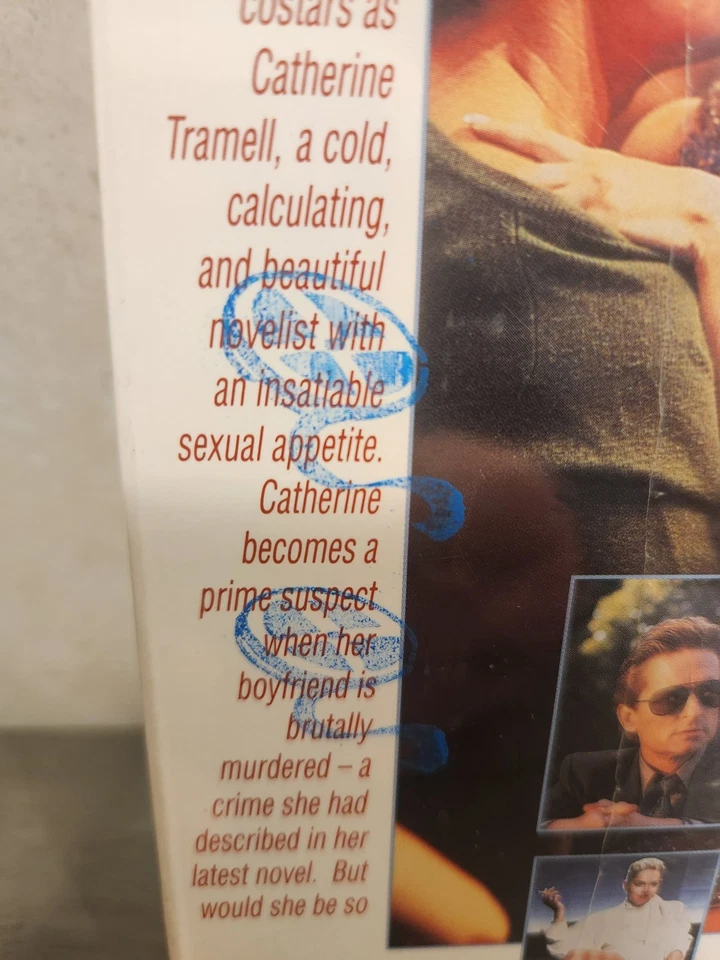 costars as
Catherine
Tramell, a cold,
calculating,
and beautiful
novelist with
an insatiable
sexual appetite.
Catherine
becomes a
prime suspect
when her
boyfriend is
brutally
murdered – a
crime she had
described in her
latest novel. But
would she be so